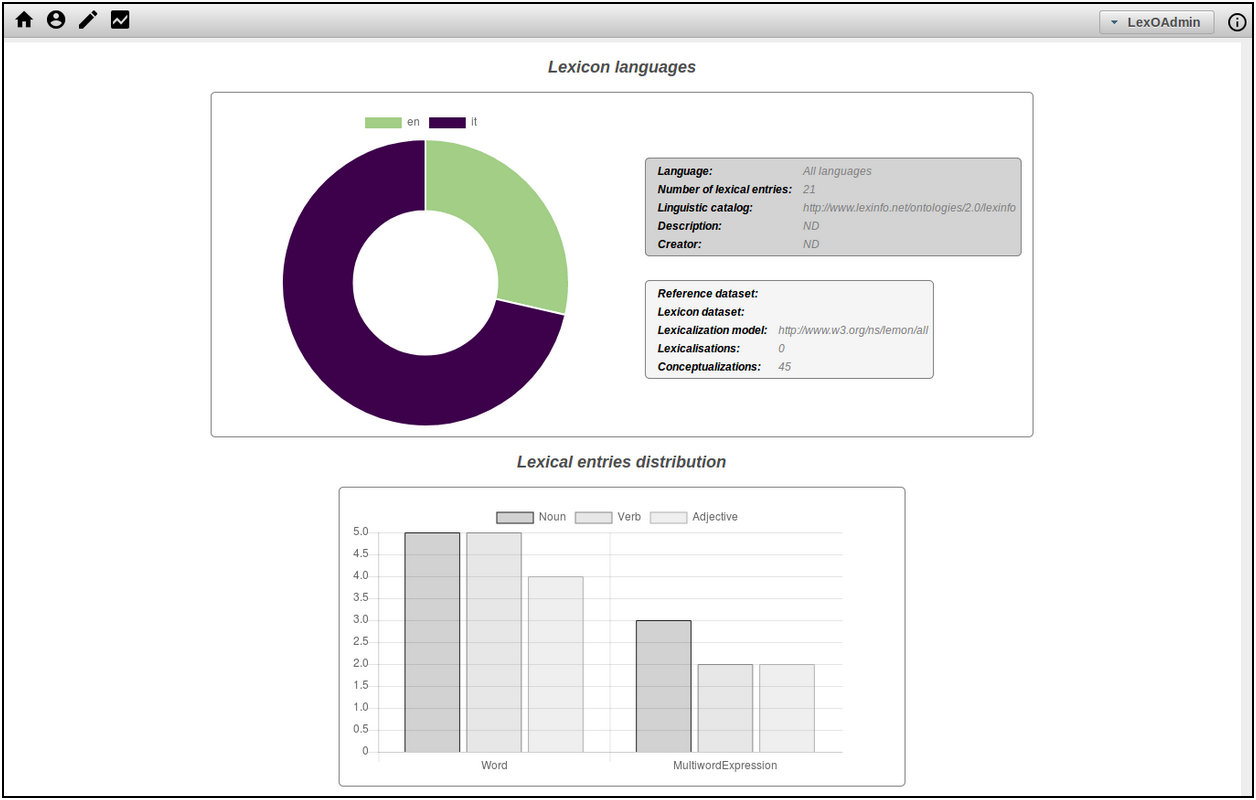 LexOAdmin
Lexicon languages
en it
Language: All languages
Number of lexical entries: 21
Linguistic catalog: http://www.lexinfo.net/ontologies/2.0/lexinfo
Description: ND
Creator: ND
Reference dataset:
Lexicon dataset:
Lexicalization model: http://www.w3.org/ns/lemon/all
Lexicalisations: 0
Conceptualizations: 45
Lexical entries distribution
Noun Verb Adjective
5.0
4.5
4.0
3.5
3.0
2.5
2.0
1.5
1.0
0.5
0
Word MultiwordExpression